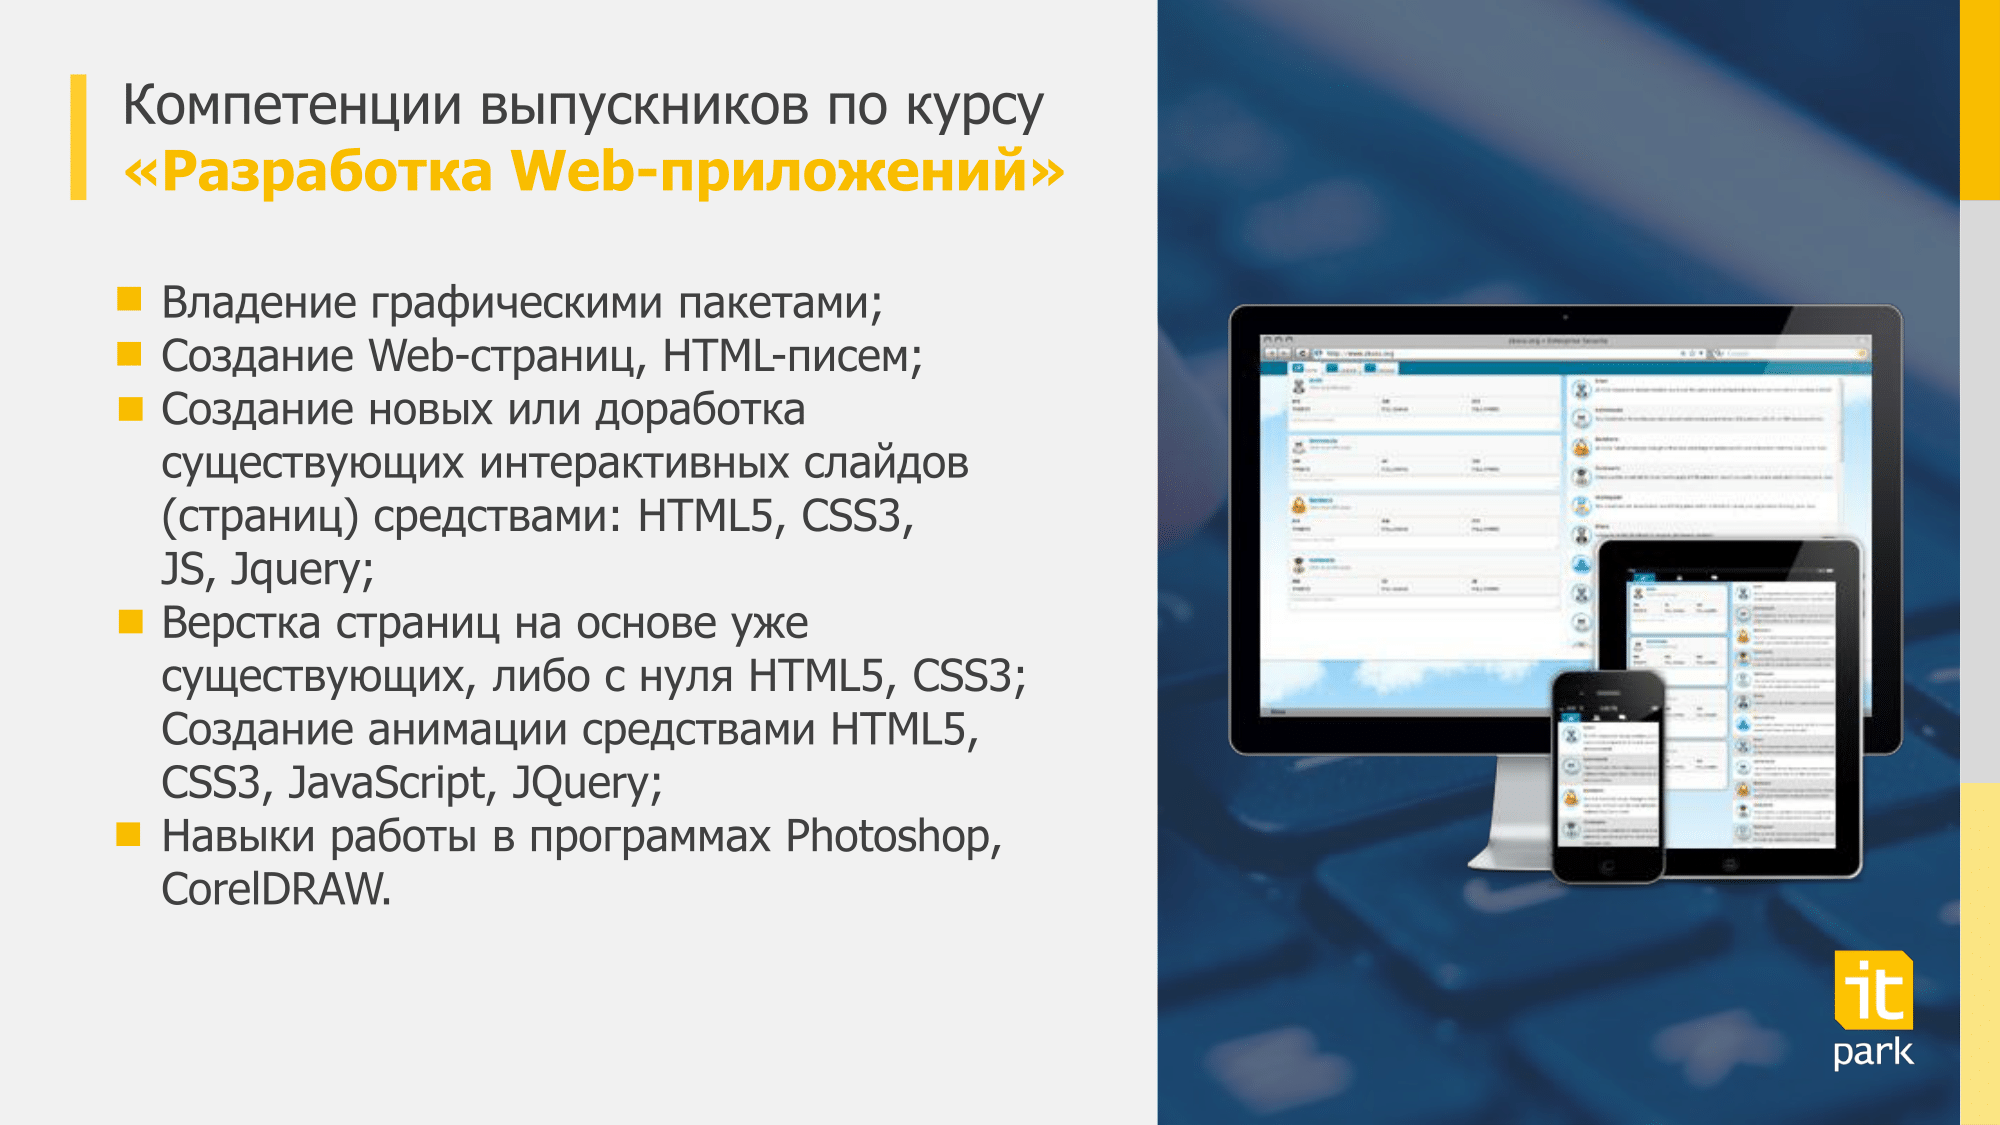 Компетенции выпускников по курсу
«Разработка Web-приложений»
Владение графическими пакетами;
Создание Web-страниц, HTML-писем;
Создание новых или доработка
существующих интерактивных слайдов
(страниц) средствами: HTML5, CSS3,
JS, Jquery;
Верстка страниц на основе уже
существующих, либо с нуля HTML5, CSS3;
Создание анимации средствами HTML5,
CSS3, JavaScript, JQuery;
Навыки работы в программах Photoshop,
CorelDRAW.
it
park